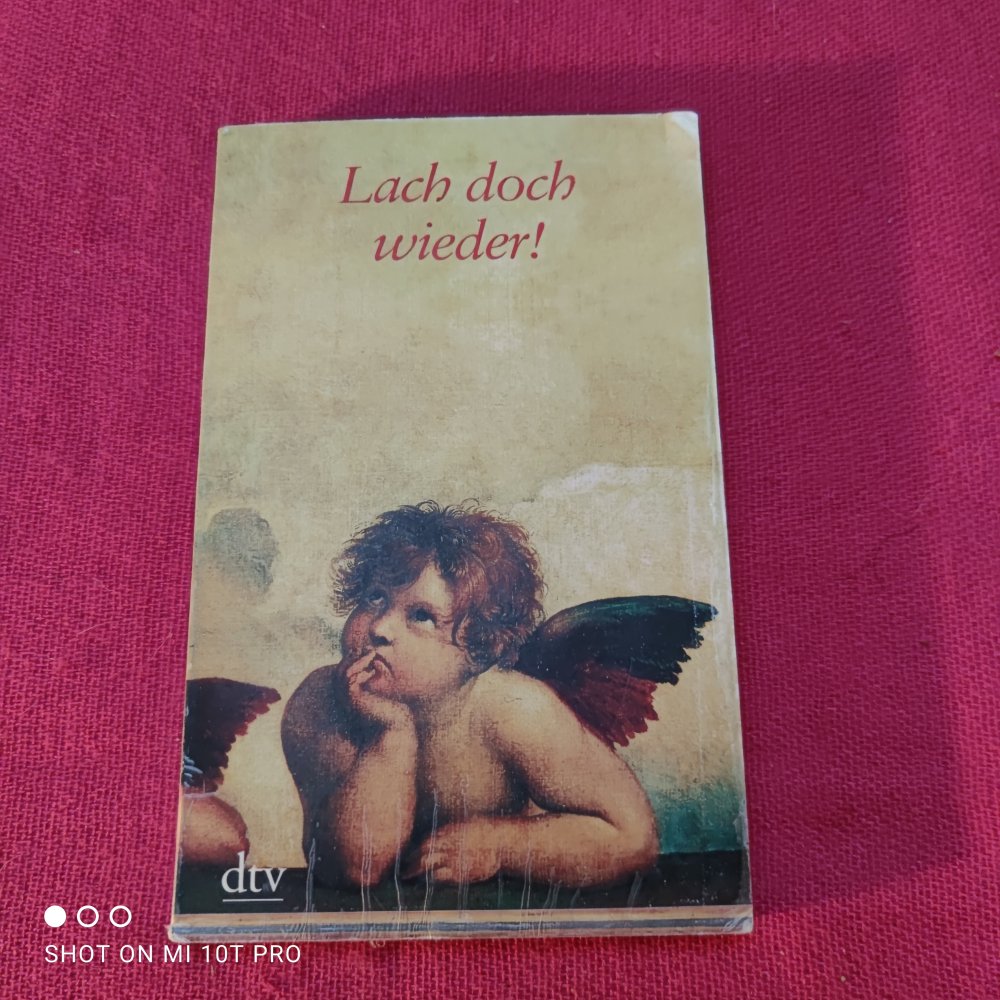 Lach doch
wieder!
dtv
SHOT ON MI 10T PRO